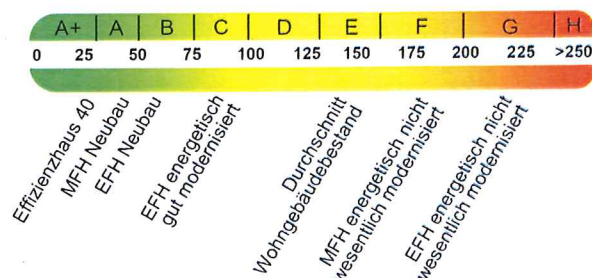 A+ A B C D E F G H
0 25 50 75 100 125 150 175 200 225 >250
Effizienzhaus 40
MFH Neubau
EFH Neubau
EFH energetisch
gut modernisiert
Durchschnitt
Wohngebäudebestand
MFH energetisch nicht
wesentlich modernisiert
EFH energetisch nicht
wesentlich modernisiert